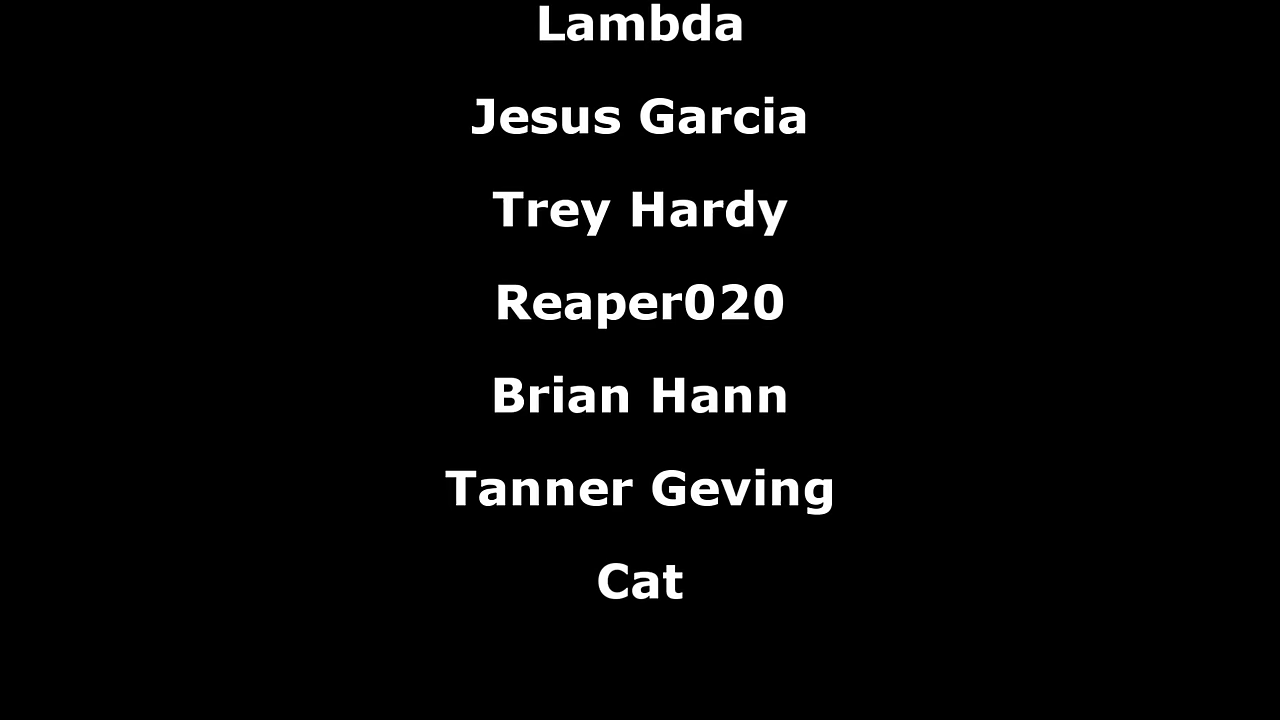 Lambda
Jesus Garcia
Trey Hardy
Reaper020
Brian Hann
Tanner Geving
Cat